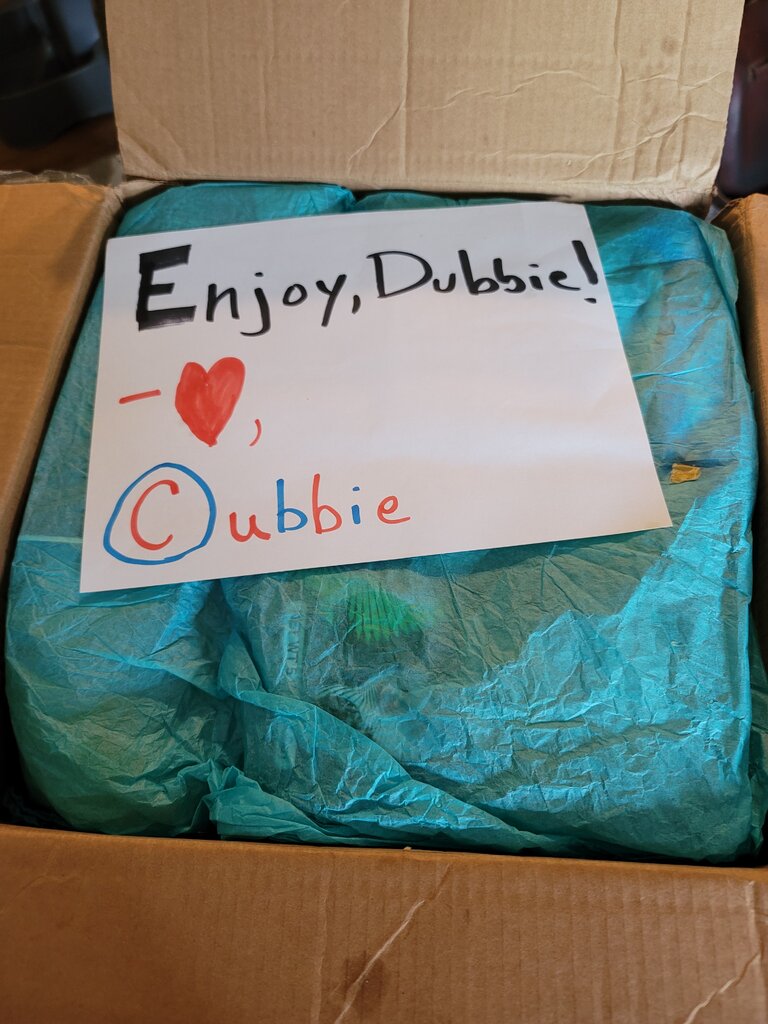 Enjoy, Dubbie!
- ♥,
Cubbie